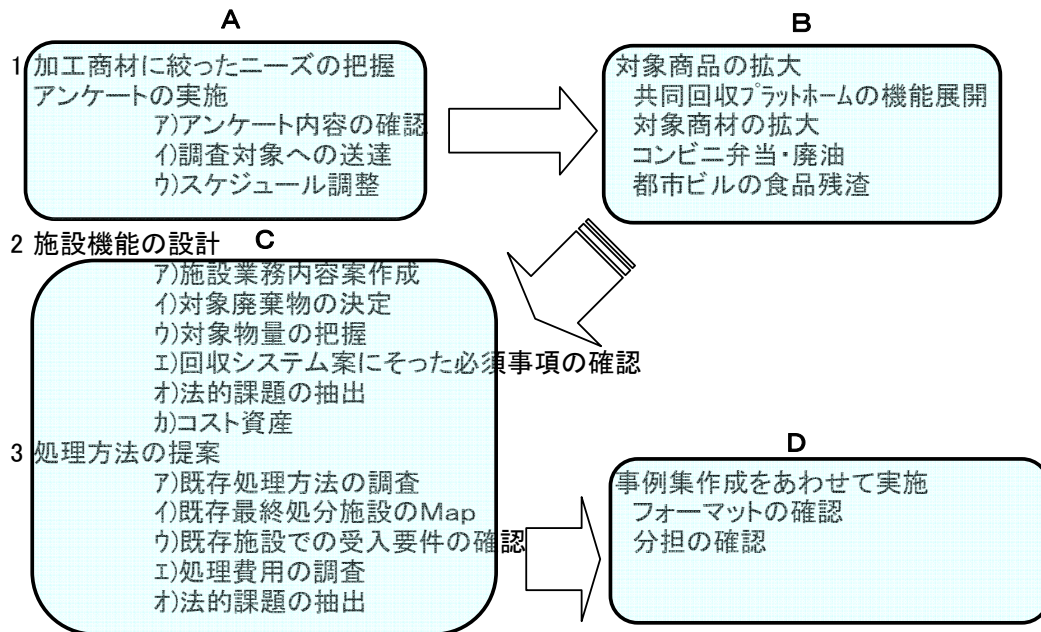 A
1 加工商材に絞ったニーズの把握
アンケートの実施
ア)アンケート内容の確認
イ)調査対象への送達
ウ)スケジュール調整
B
対象商品の拡大
共同回収プラットホームの機能展開
対象商材の拡大
コンビニ弁当・廃油
都市ビルの食品残渣
2 施設機能の設計
C
ア)施設業務内容案作成
イ)対象廃棄物の決定
ウ)対象物量の把握
エ)回収システム案にそった必須事項の確認
オ)法的課題の抽出
カ)コスト資産
3 処理方法の提案
ア)既存処理方法の調査
イ)既存最終処分施設のMap
ウ)既存施設での受入要件の確認
エ)処理費用の調査
オ)法的課題の抽出
D
事例集作成をあわせて実施
フォーマットの確認
分担の確認